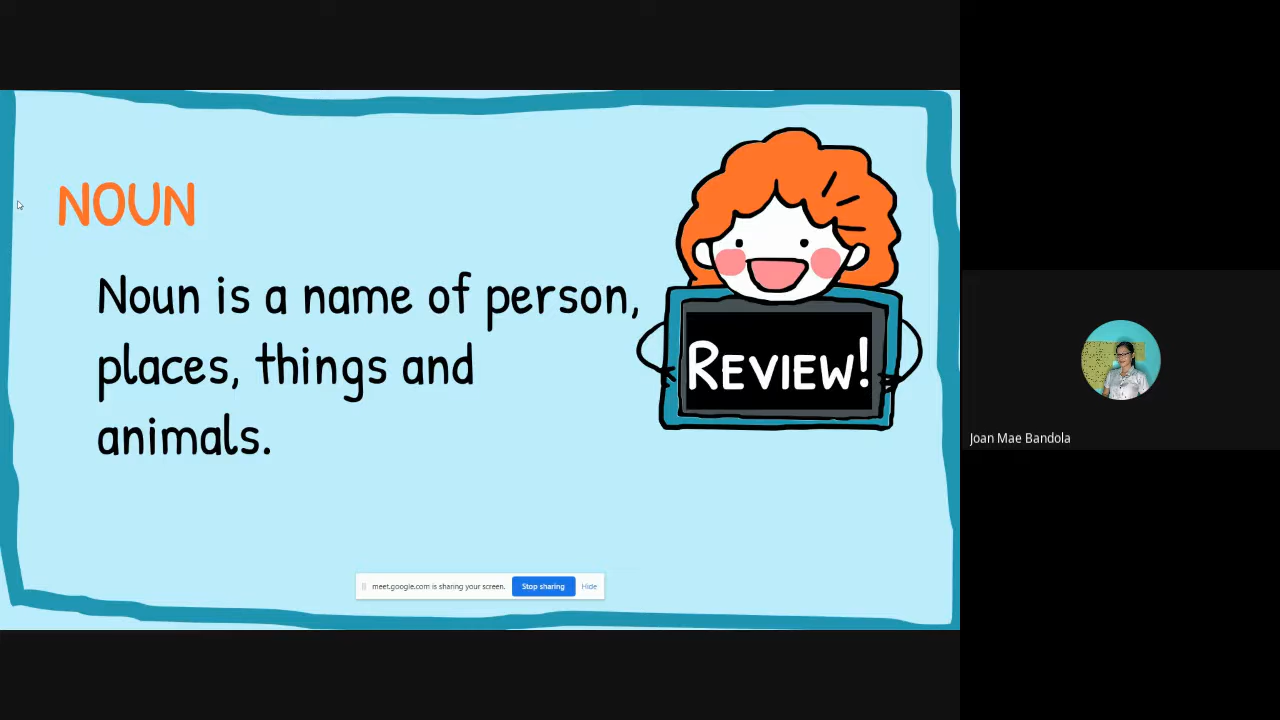 NOUN
Noun is a name of person,
places, things and
animals.
REVIEW!
meet.google.com is sharing your screen. Stop sharing Hide
Joan Mae Bandola